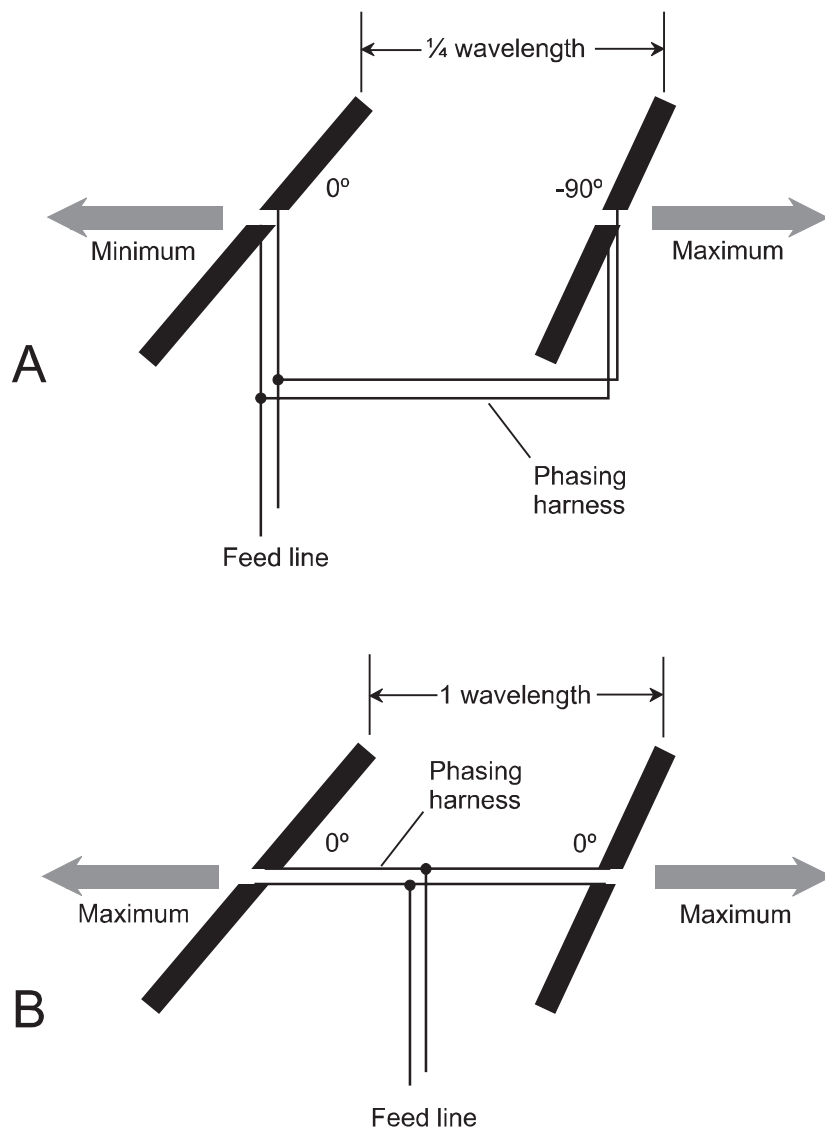 ¼ wavelength
0º
-90º
Minimum
Maximum
A
Phasing
harness
Feed line
1 wavelength
Phasing
harness
0º
0º
Maximum
Maximum
B
Feed line